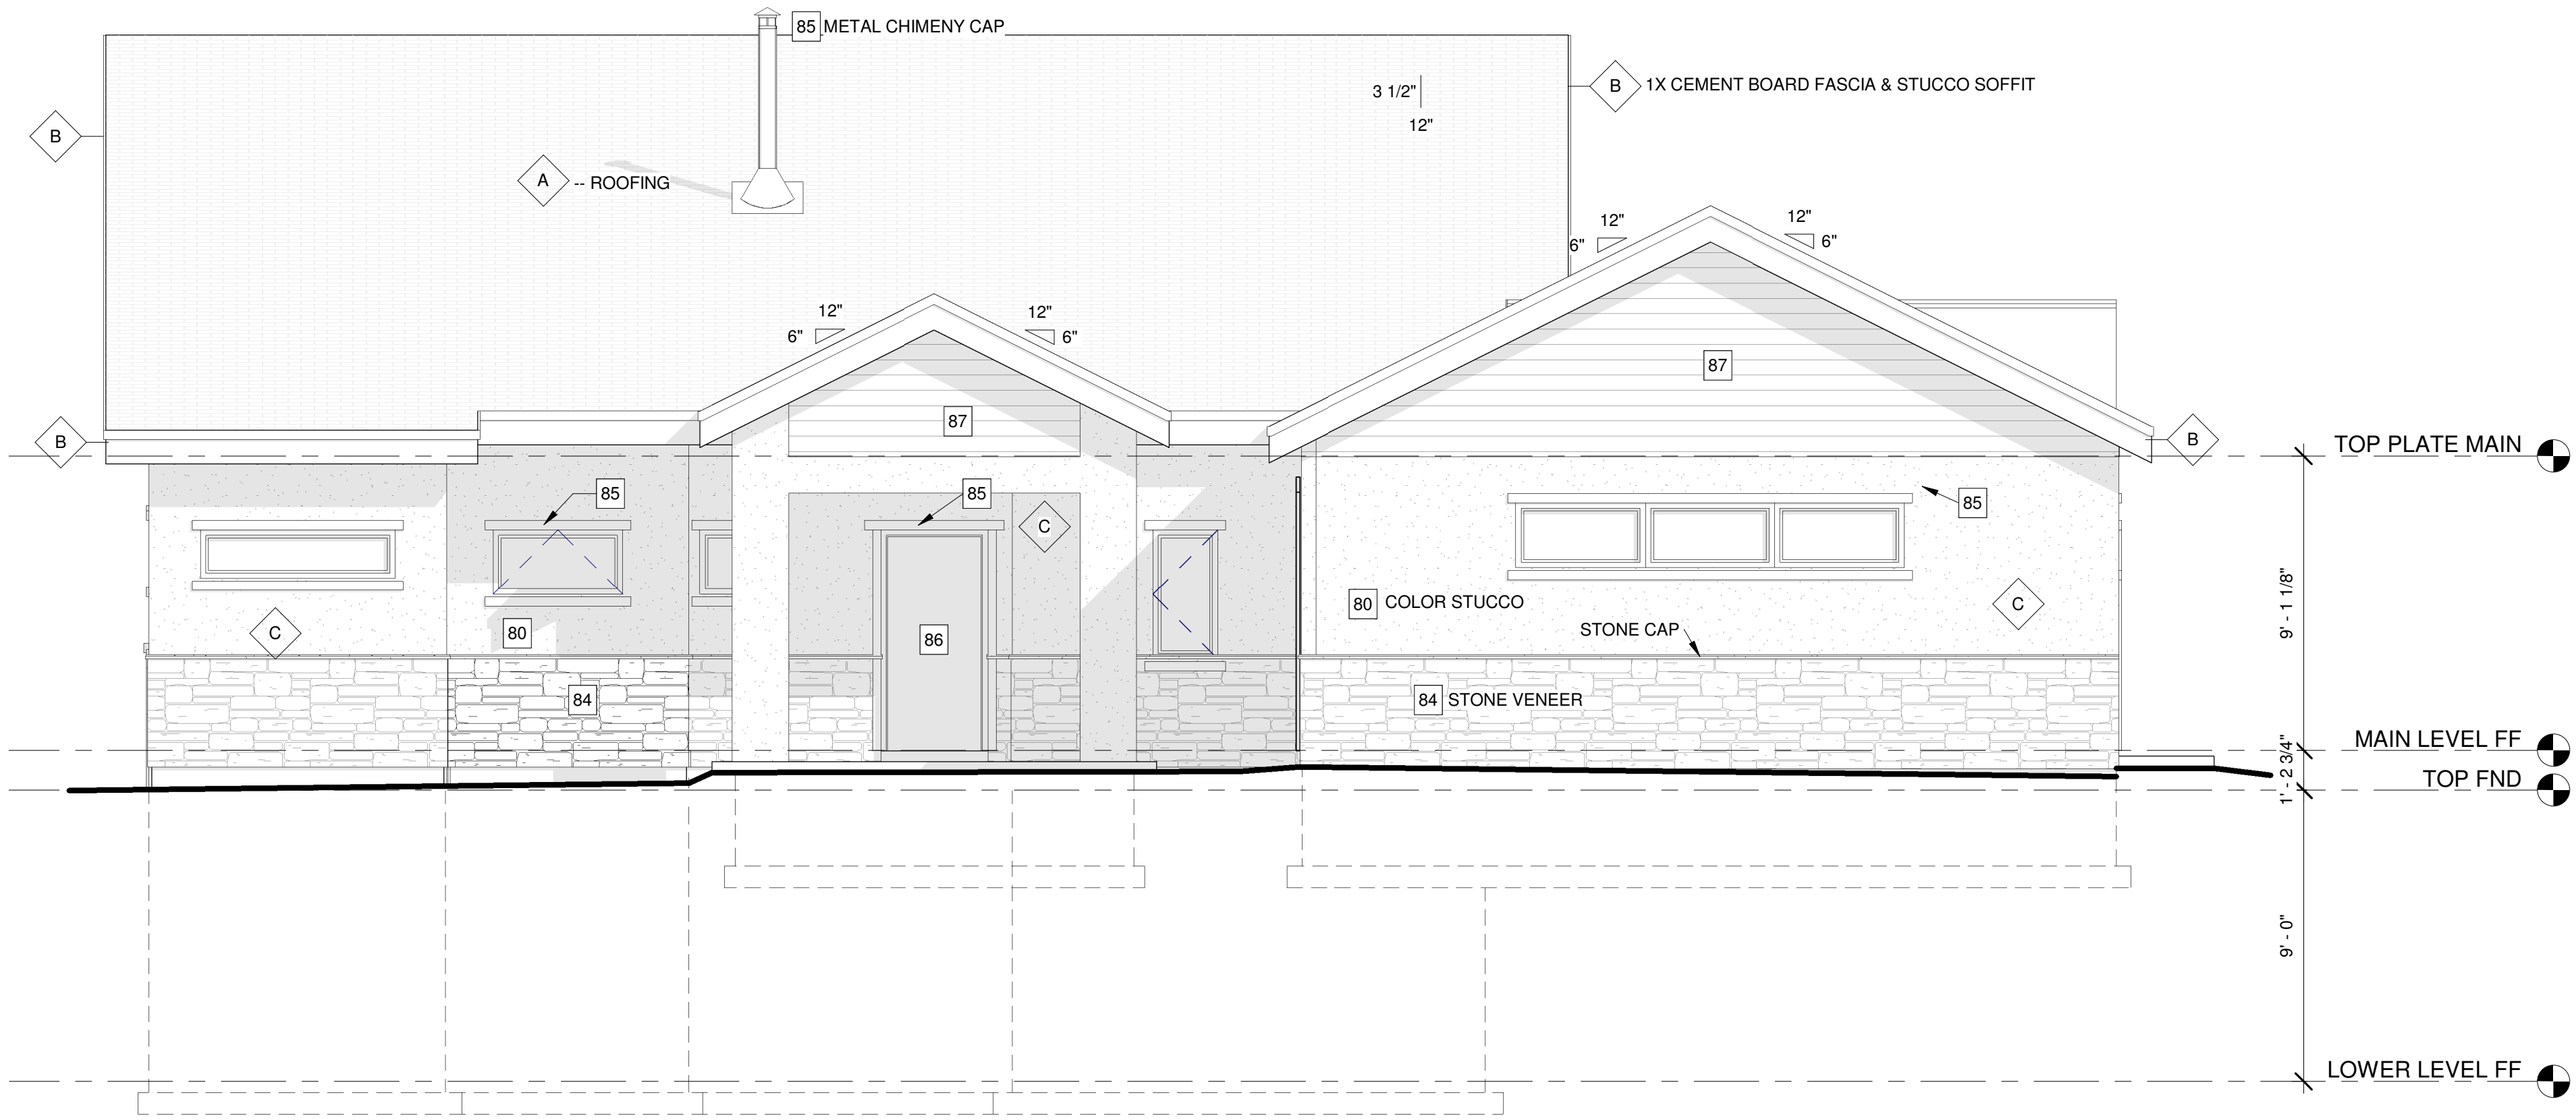 85 METAL CHIMENY CAP
3 1/2"
12"
B 1X CEMENT BOARD FASCIA & STUCCO SOFFIT
B
A -- ROOFING
12"
6"
12"
6"
12"
6"
12"
6"
87
87
B
B
TOP PLATE MAIN
85
85
C
85
9' - 1 1/8"
80 COLOR STUCCO
C
C
80
86
STONE CAP
84
84 STONE VENEER
MAIN LEVEL FF
1' - 2 3/4"
TOP FND
9' - 0"
LOWER LEVEL FF